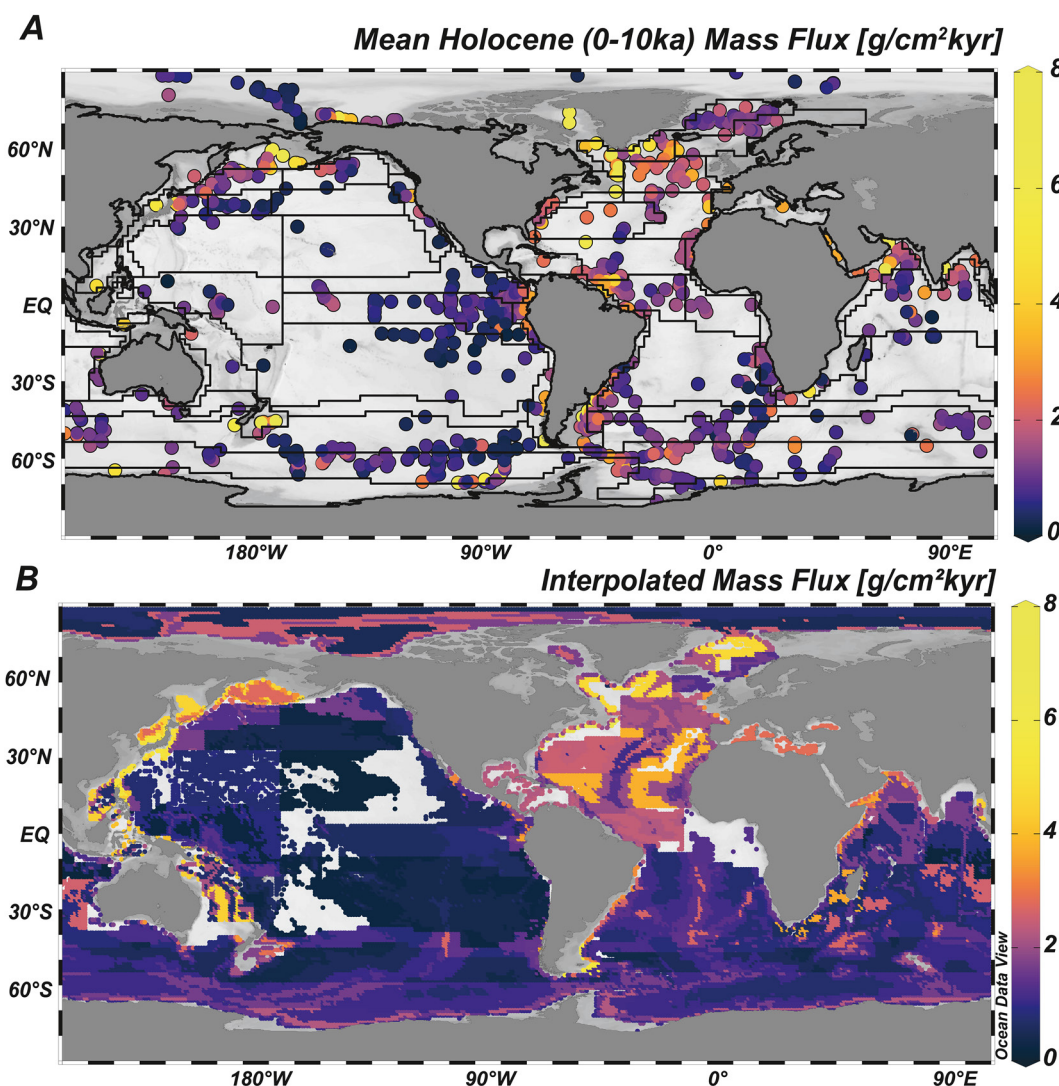 A
Mean Holocene (0-10ka) Mass Flux [g/cm²kyr]
60°N
30°N
EQ
30°S
60°S
180°W
90°W
0°
90°E
8
6
4
2
0
B
Interpolated Mass Flux [g/cm²kyr]
60°N
30°N
EQ
30°S
60°S
180°W
90°W
0°
90°E
8
6
4
2
0
Ocean Data View